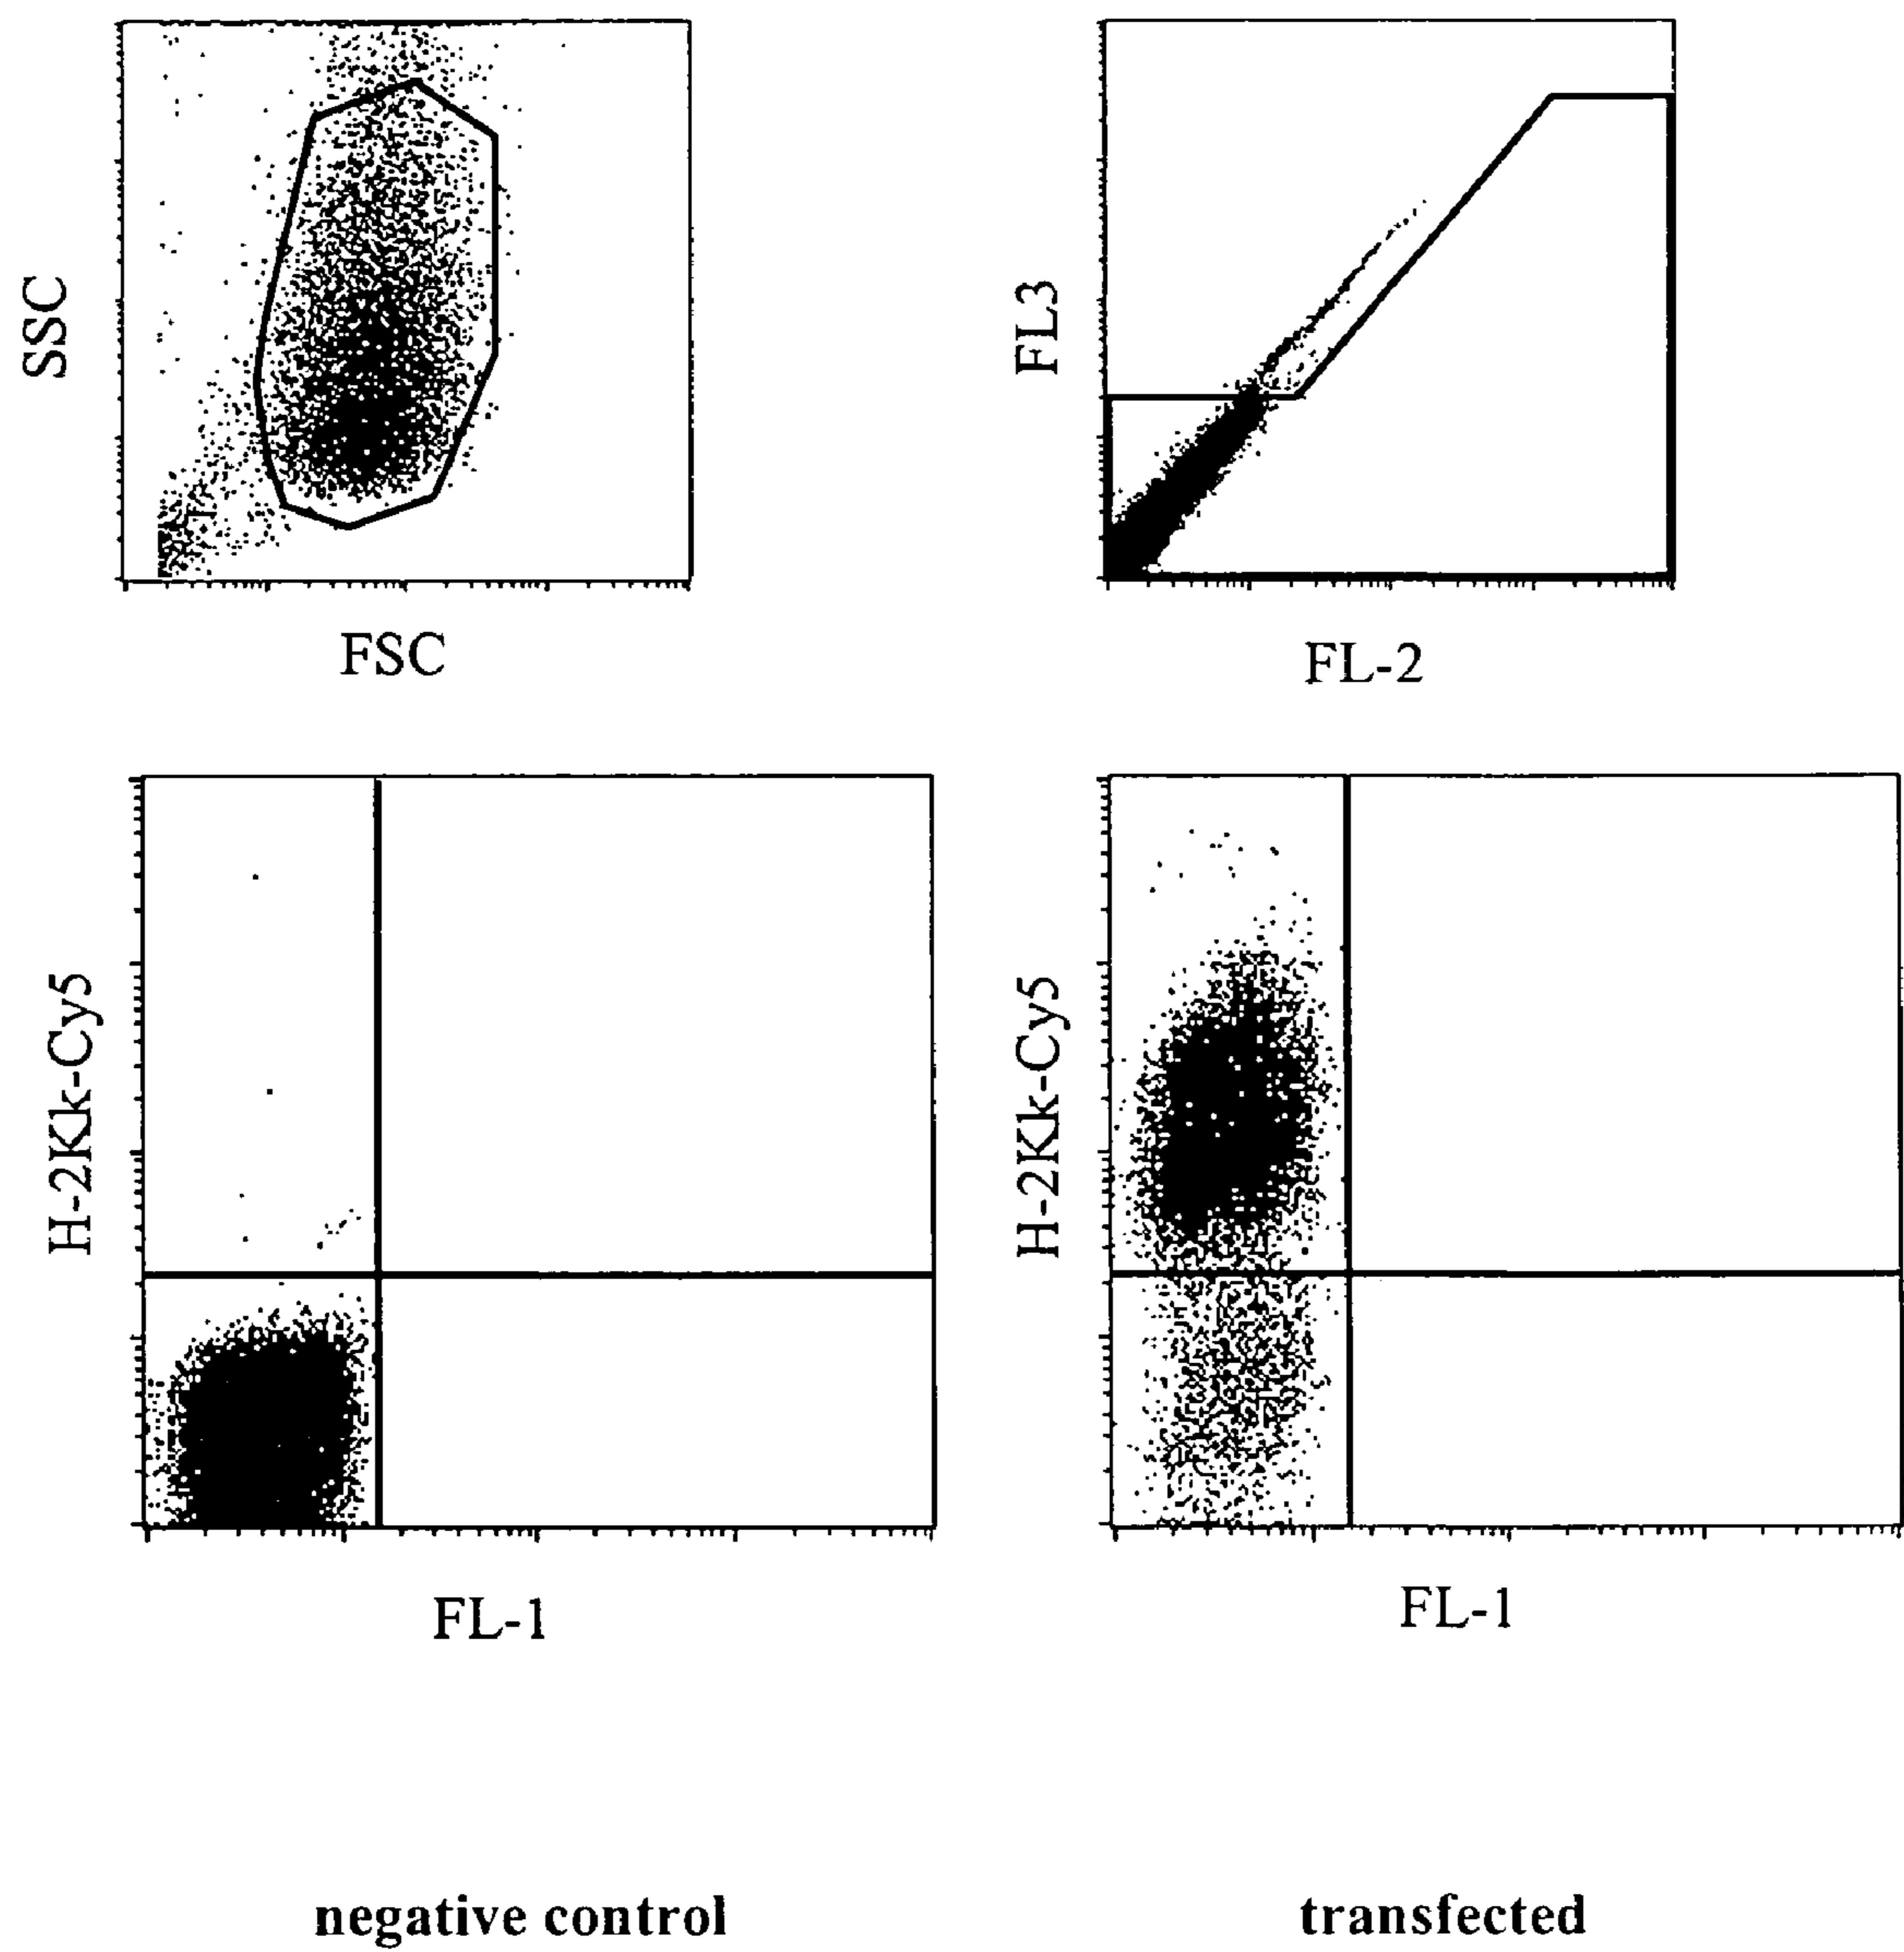 SSC
FSC
FL3
FL-2
H-2Kk-Cy5
FL-1
H-2Kk-Cy5
FL-1
negative control
transfected